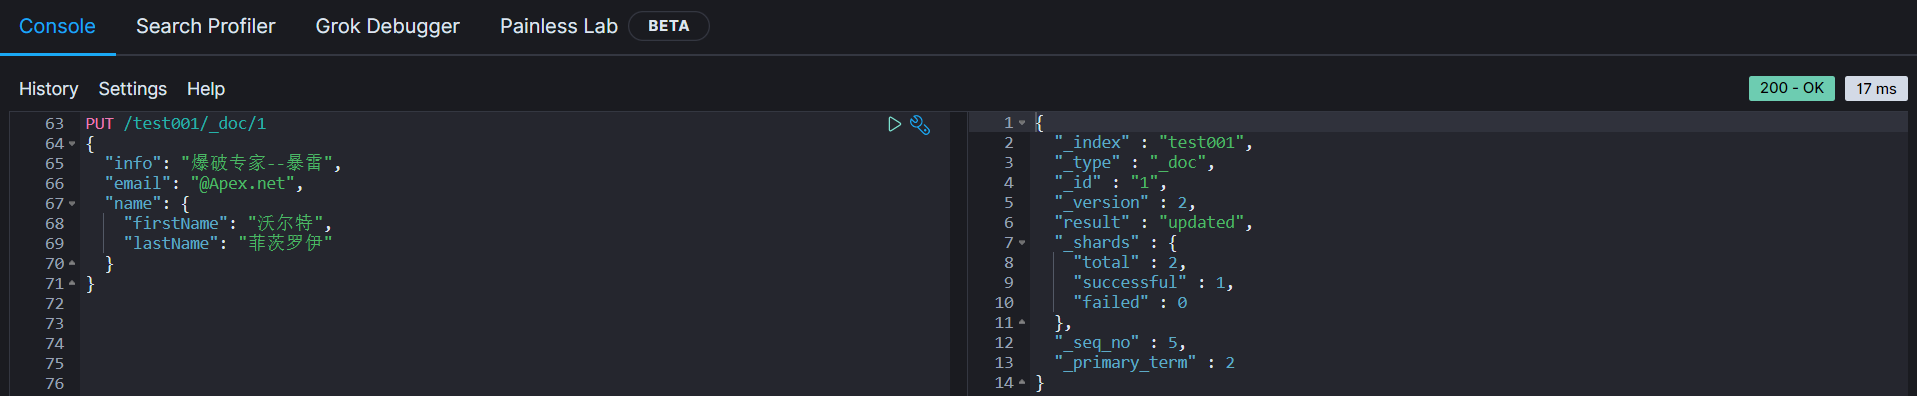 Console Search Profiler Grok Debugger Painless Lab BETA
History Settings Help 200 - OK 17 ms
63 PUT /test001/_doc/1
64 {
65 "info": "爆破专家--暴雷",
66 "email": "@Apex.net",
67 "name": {
68 "firstName": "沃尔特",
69 "lastName": "菲茨罗伊"
70 }
71 }
72
73
74
75
76
1 {
2 "_index" : "test001",
3 "_type" : "_doc",
4 "_id" : "1",
5 "_version" : 2,
6 "result" : "updated",
7 "_shards" : {
8 "total" : 2,
9 "successful" : 1,
10 "failed" : 0
11 },
12 "_seq_no" : 5,
13 "_primary_term" : 2
14 }